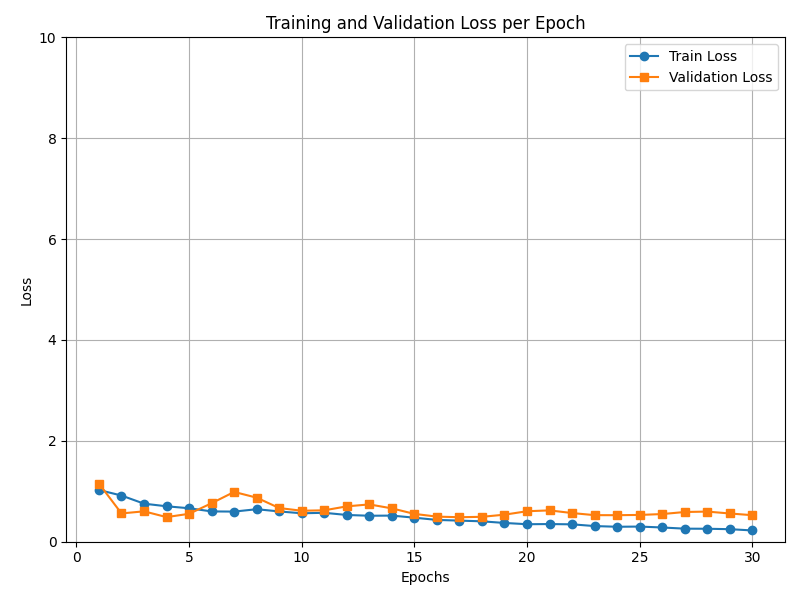 Training and Validation Loss per Epoch
10
8
6
4
2
0
Loss
Train Loss
Validation Loss
0 5 10 15 20 25 30
Epochs